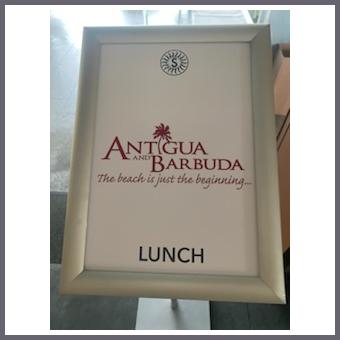 S
ANTIGUA
AND BARBUDA
The beach is just the beginning...
LUNCH